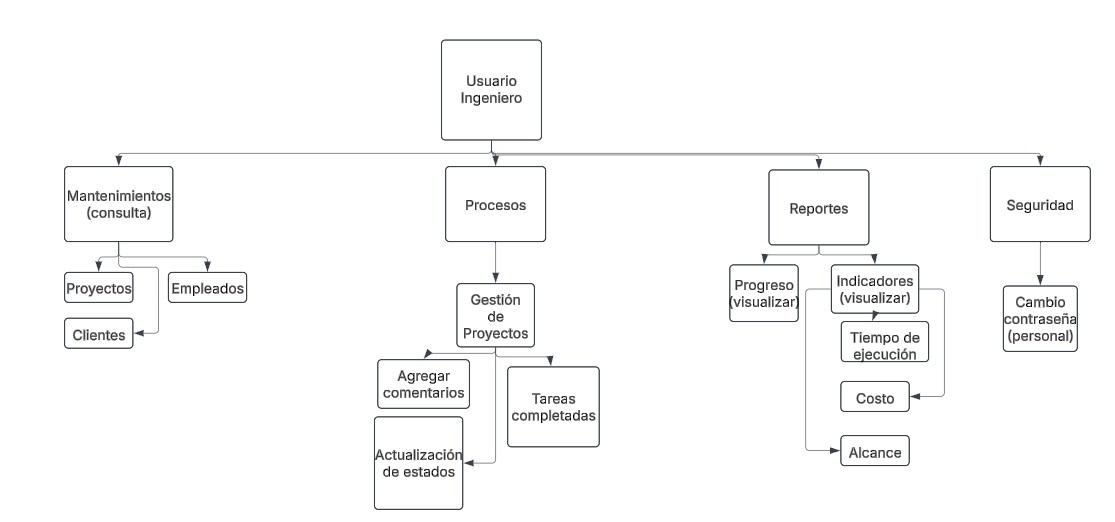 Usuario
Ingeniero
Mantenimientos
(consulta)
Procesos
Reportes
Seguridad
Proyectos
Empleados
Clientes
Gestión
de
Proyectos
Agregar
comentarios
Tareas
completadas
Actualización
de estados
Progreso
(visualizar)
Indicadores
(visualizar)
Tiempo de
ejecución
Costo
Alcance
Cambio
contraseña
(personal)